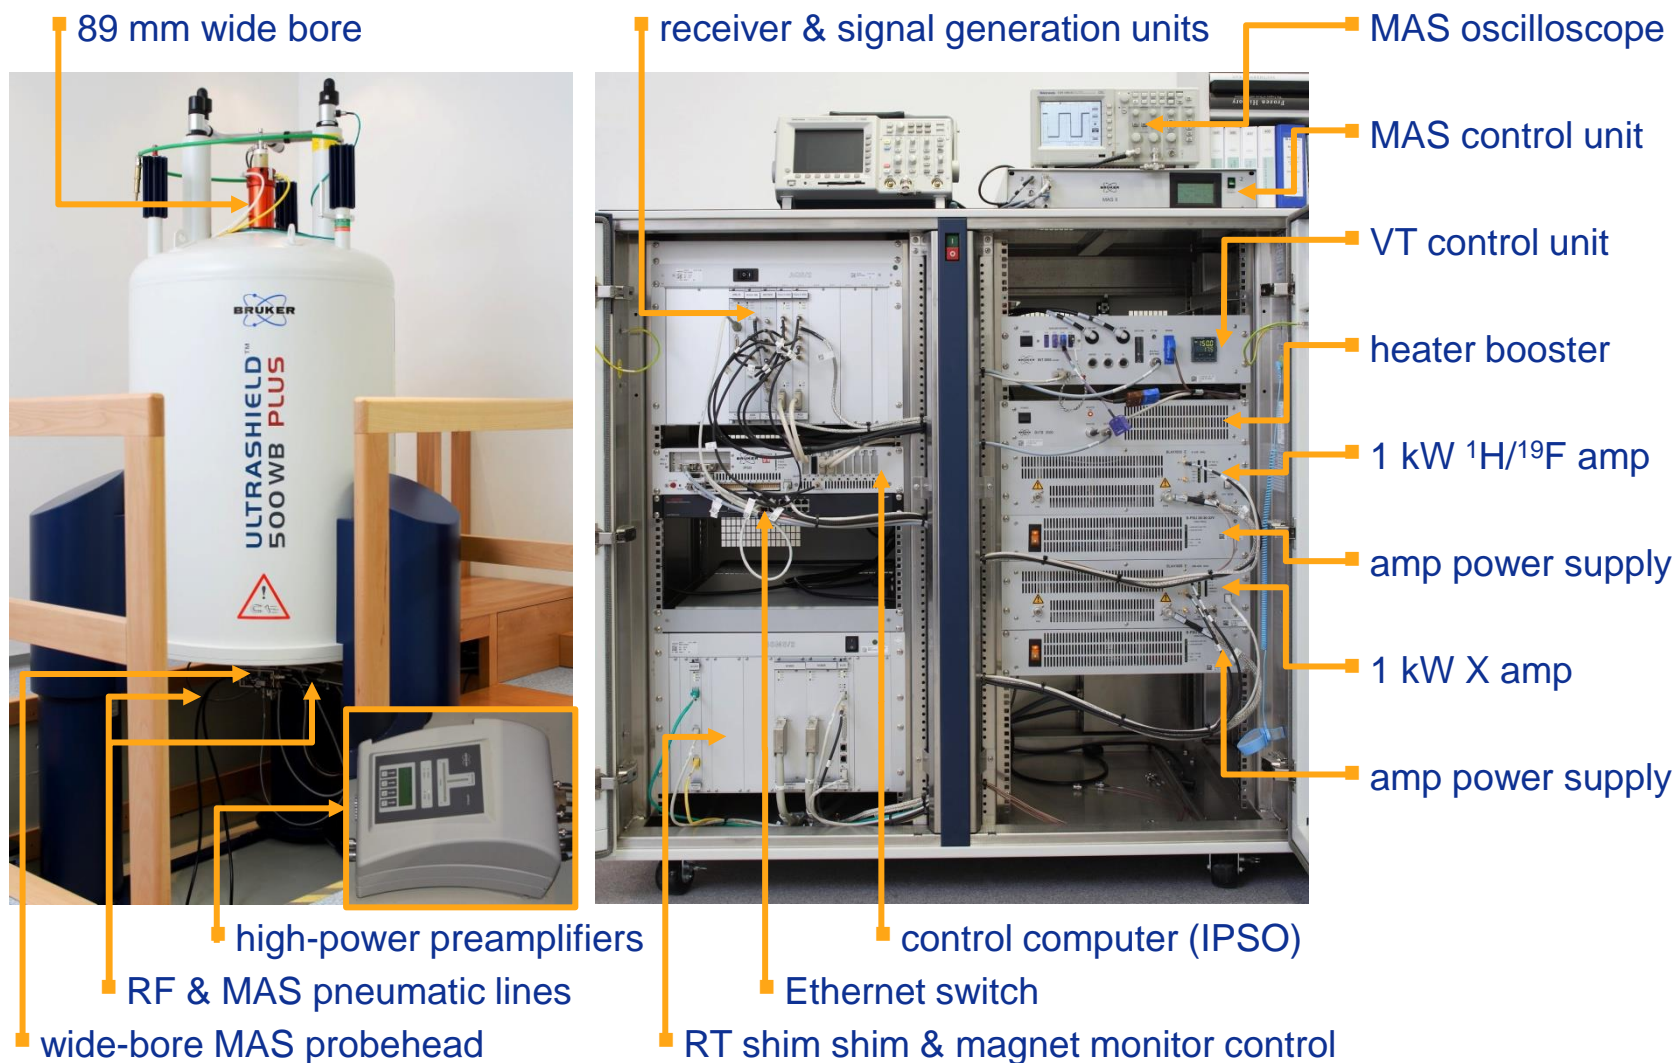 89 mm wide bore
receiver & signal generation units
MAS oscilloscope
MAS control unit
VT control unit
heater booster
1 kW ¹H/¹⁹F amp
amp power supply
1 kW X amp
amp power supply
BRUKER
ULTRASHIELD™
500WB PLUS
Frozen History
BRUKER
high-power preamplifiers
control computer (IPSO)
RF & MAS pneumatic lines
Ethernet switch
wide-bore MAS probehead
RT shim shim & magnet monitor control